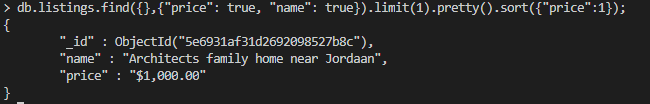 > db.listings.find({},{"price": true, "name": true}).limit(1).pretty().sort({"price":1});
{
"_id" : ObjectId("5e6931af31d2692098527b8c"),
"name" : "Architects family home near Jordaan",
"price" : "$1,000.00"
}